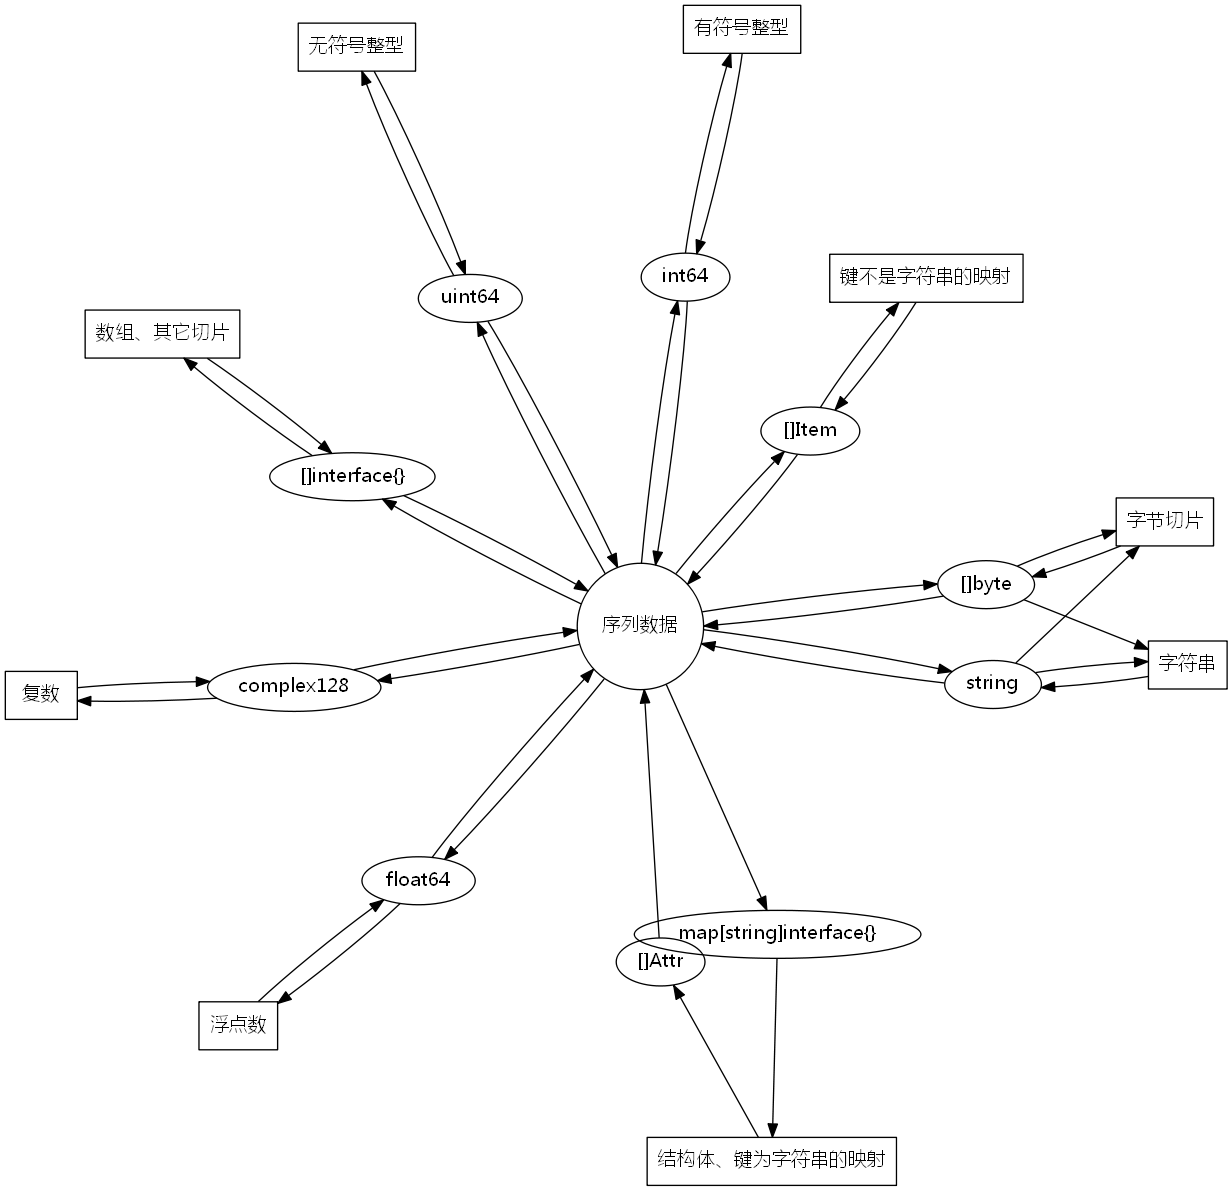 有符号整型
无符号整型
int64
键不是字符串的映射
uint64
数组、其它切片
[]Item
[]interface{}
字节切片
[]byte
序列数据
字符串
string
complex128
复数
float64
map[string]interface{}
[]Attr
浮点数
结构体、键为字符串的映射